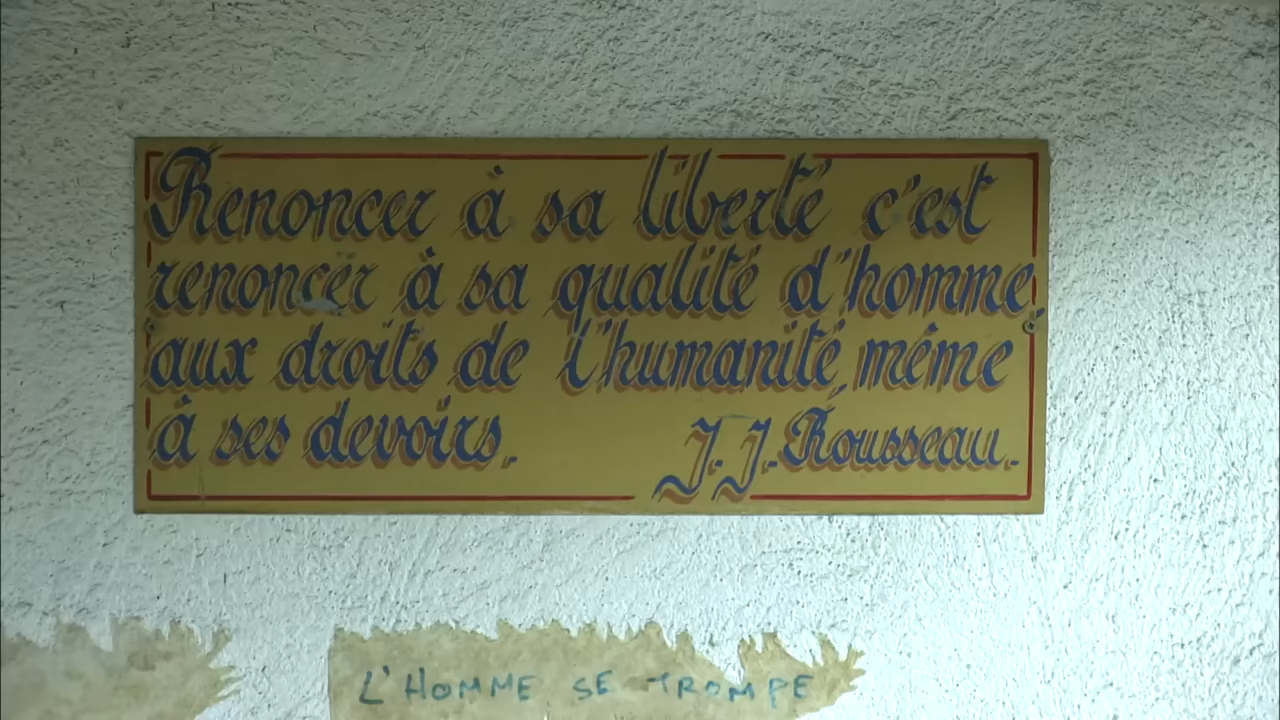 Renoncer à sa liberté c'est
renoncer à sa qualité d'homme,
aux droits de l'humanité, même
à ses devoirs.
J.J. Rousseau.
L'HOMME SE TROMPE